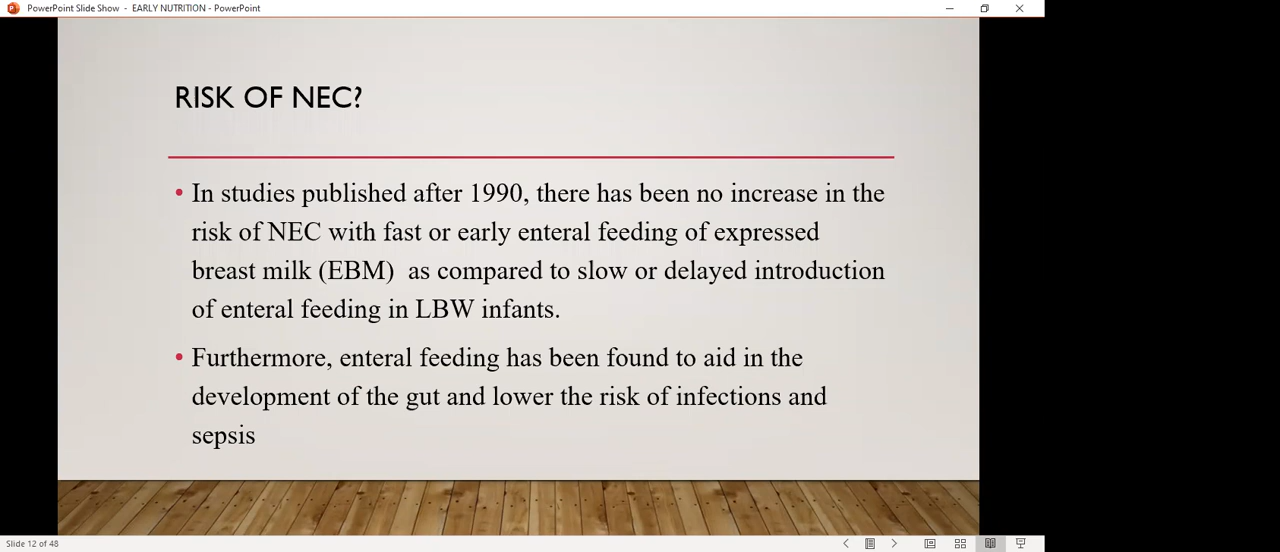 PowerPoint Slide Show - EARLY NUTRITION - PowerPoint
RISK OF NEC?
• In studies published after 1990, there has been no increase in the
risk of NEC with fast or early enteral feeding of expressed
breast milk (EBM) as compared to slow or delayed introduction
of enteral feeding in LBW infants.
• Furthermore, enteral feeding has been found to aid in the
development of the gut and lower the risk of infections and
sepsis
Slide 12 of 48